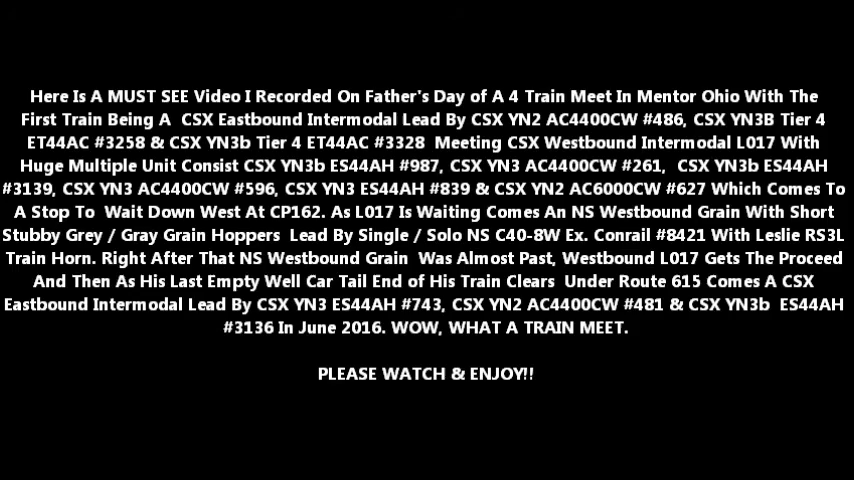 Here Is A MUST SEE Video I Recorded On Father's Day of A 4 Train Meet In Mentor Ohio With The
First Train Being A  CSX Eastbound Intermodal Lead By CSX YN2 AC4400CW #486, CSX YN3B Tier 4
ET44AC #3258 & CSX YN3b Tier 4 ET44AC #3328  Meeting CSX Westbound Intermodal L017 With
Huge Multiple Unit Consist CSX YN3b ES44AH #987, CSX YN3 AC4400CW #261,  CSX YN3b ES44AH
#3139, CSX YN3 AC4400CW #596, CSX YN3 ES44AH #839 & CSX YN2 AC6000CW #627 Which Comes To
A Stop To  Wait Down West At CP162. As L017 Is Waiting Comes An NS Westbound Grain With Short
Stubby Grey / Gray Grain Hoppers  Lead By Single / Solo NS C40-8W Ex. Conrail #8421 With Leslie RS3L
Train Horn. Right After That NS Westbound Grain  Was Almost Past, Westbound L017 Gets The Proceed
And Then As His Last Empty Well Car Tail End of His Train Clears  Under Route 615 Comes A CSX
Eastbound Intermodal Lead By CSX YN3 ES44AH #743, CSX YN2 AC4400CW #481 & CSX YN3b  ES44AH
#3136 In June 2016. WOW, WHAT A TRAIN MEET.
PLEASE WATCH & ENJOY!!